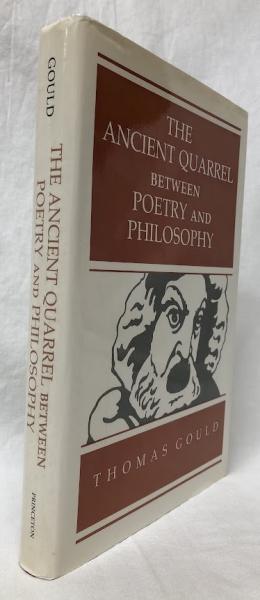 GOULD
THE ANCIENT QUARREL BETWEEN
POETRY AND PHILOSOPHY
PRINCETON
THE
ANCIENT QUARREL
BETWEEN
POETRY AND
PHILOSOPHY
THOMAS GOULD